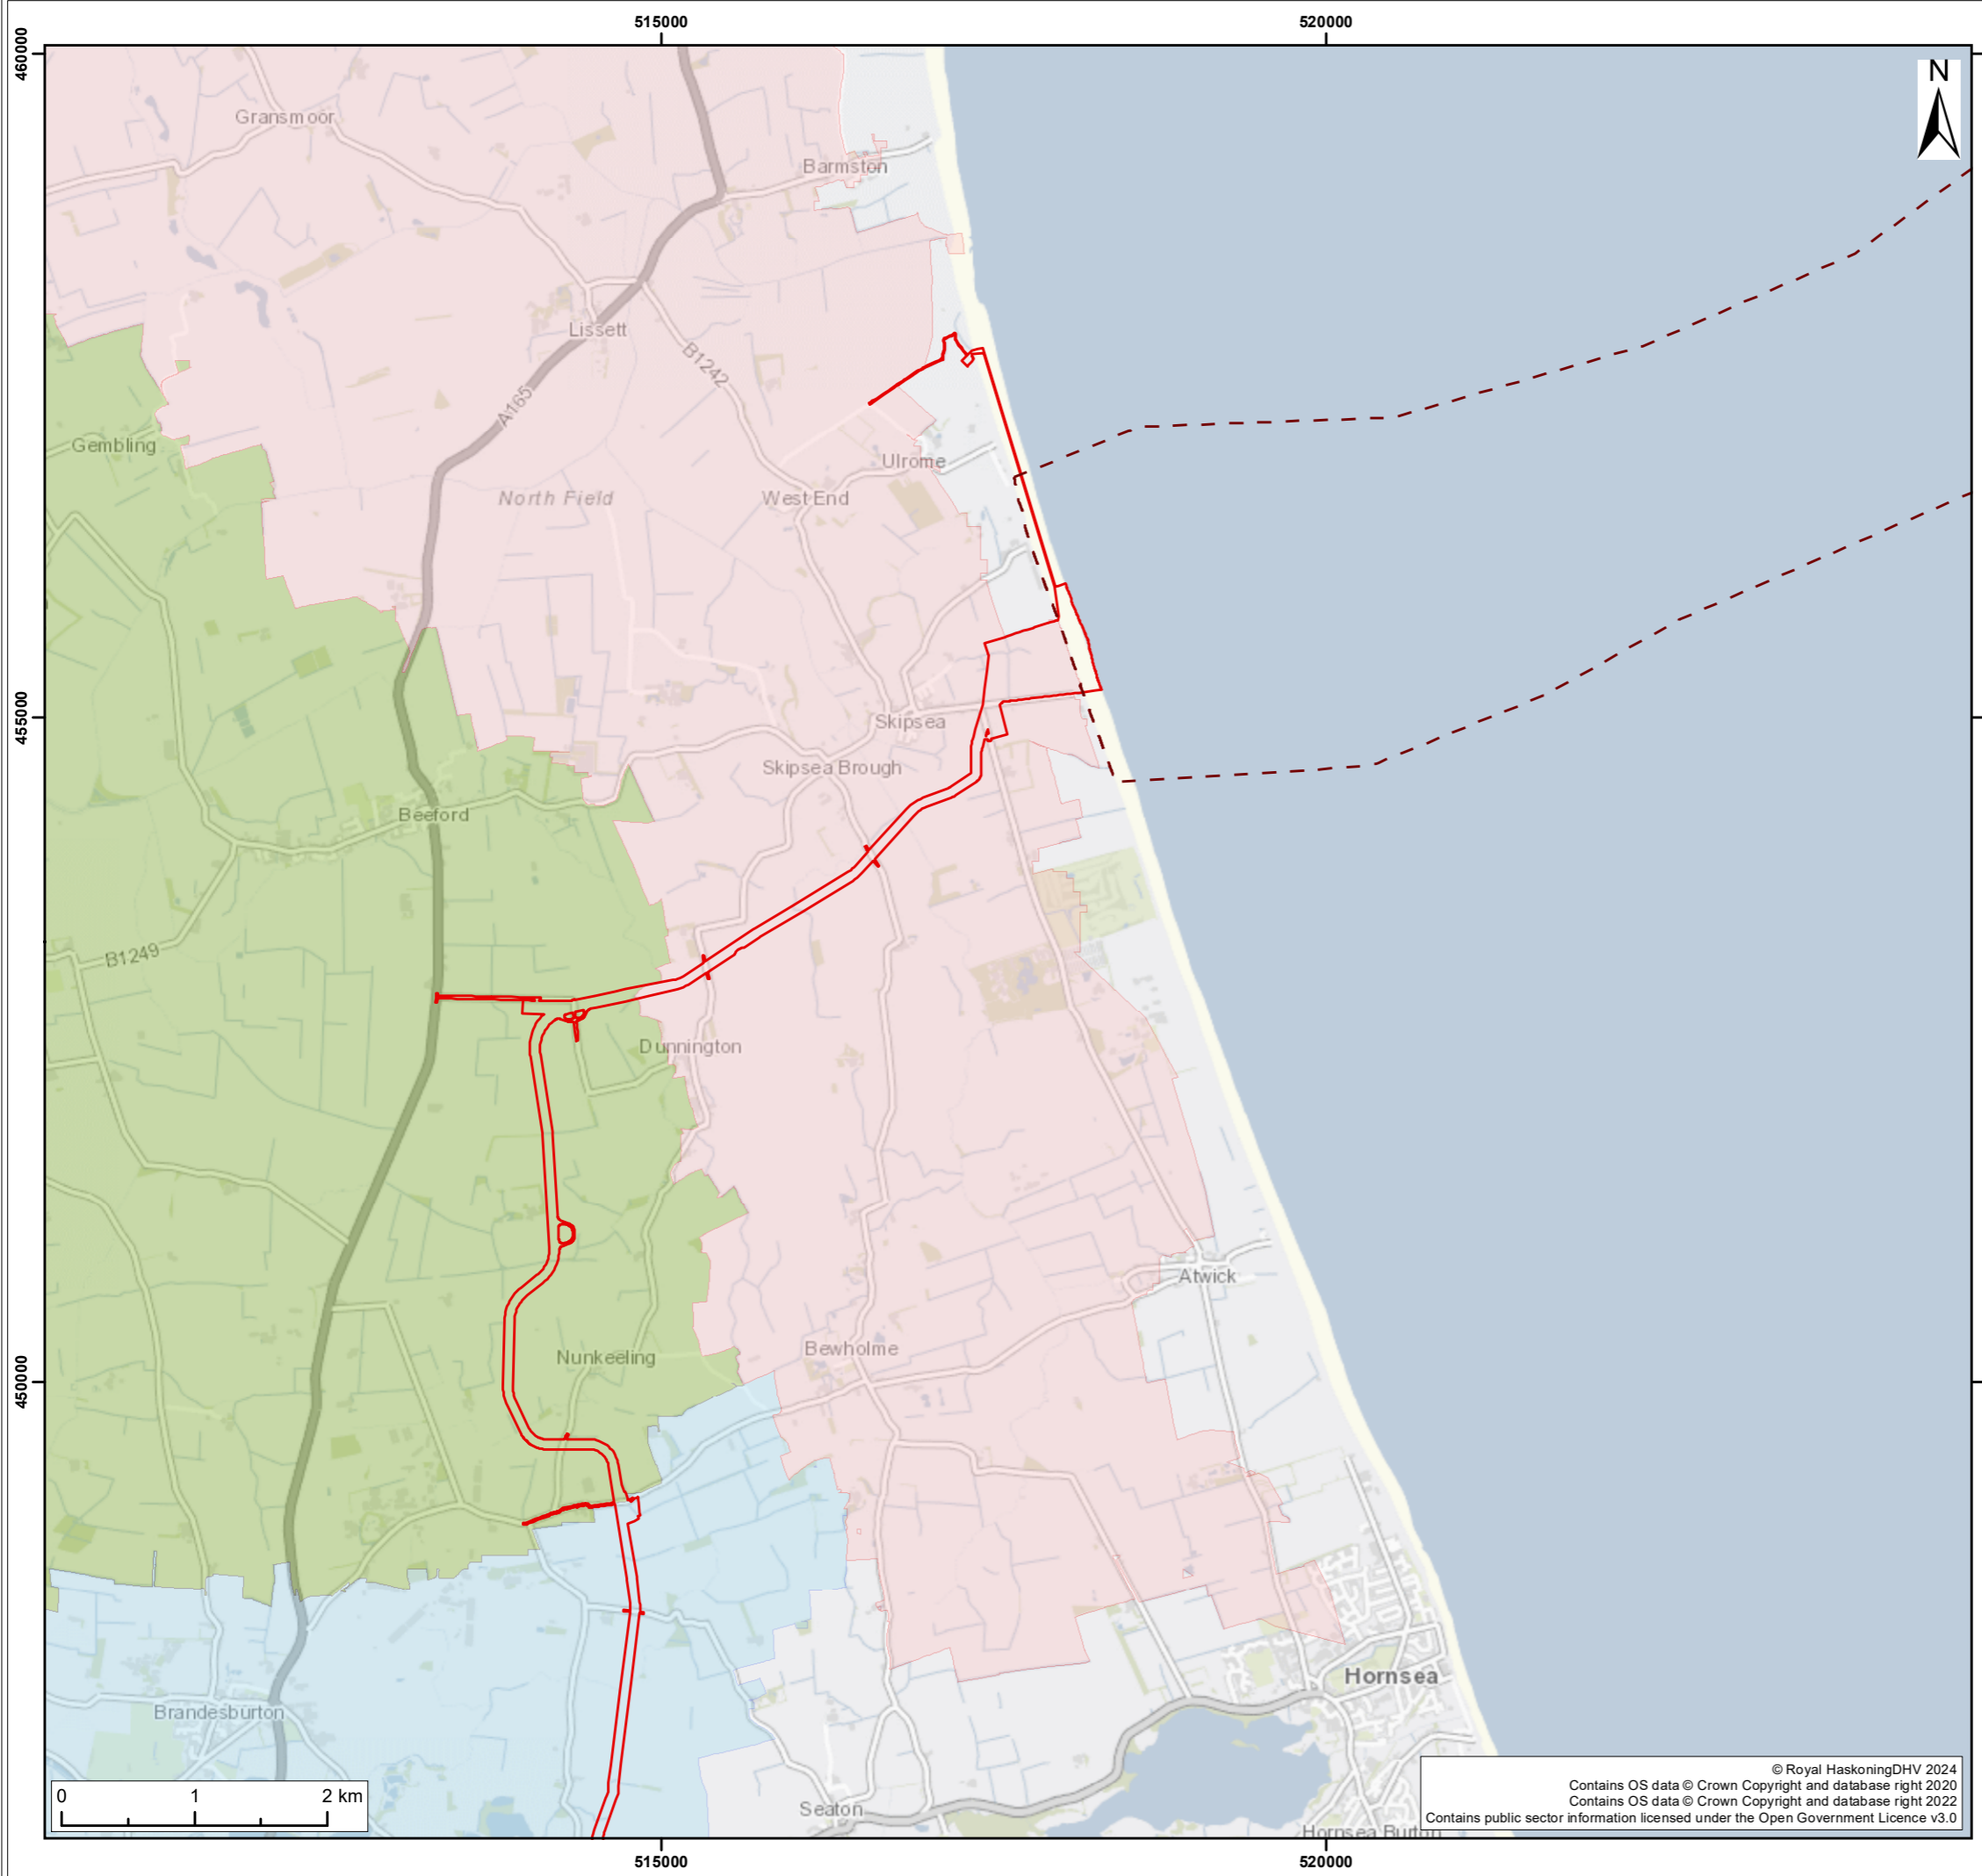 515000
520000
460000
N
Gransmoor
Barmston
Lissett
B1242
A165
Gembling
Ulrome
North Field
West End
455000
Skipsea
Skipsea Brough
Beeford
B1249
Dunnington
Atwick
Bewholme
Nunkeeling
450000
Hornsea
Brandesburton
Seaton
Hornsea Burton
0 1 2 km
© Royal HaskoningDHV 2024
Contains OS data © Crown Copyright and database right 2020
Contains OS data © Crown Copyright and database right 2022
Contains public sector information licensed under the Open Government Licence v3.0
515000
520000